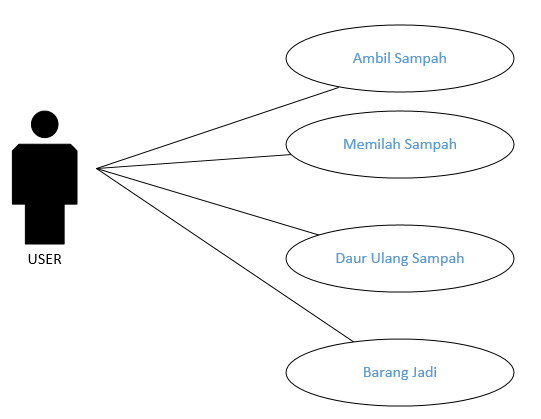 Ambil Sampah
Memilah Sampah
USER
Daur Ulang Sampah
Barang Jadi